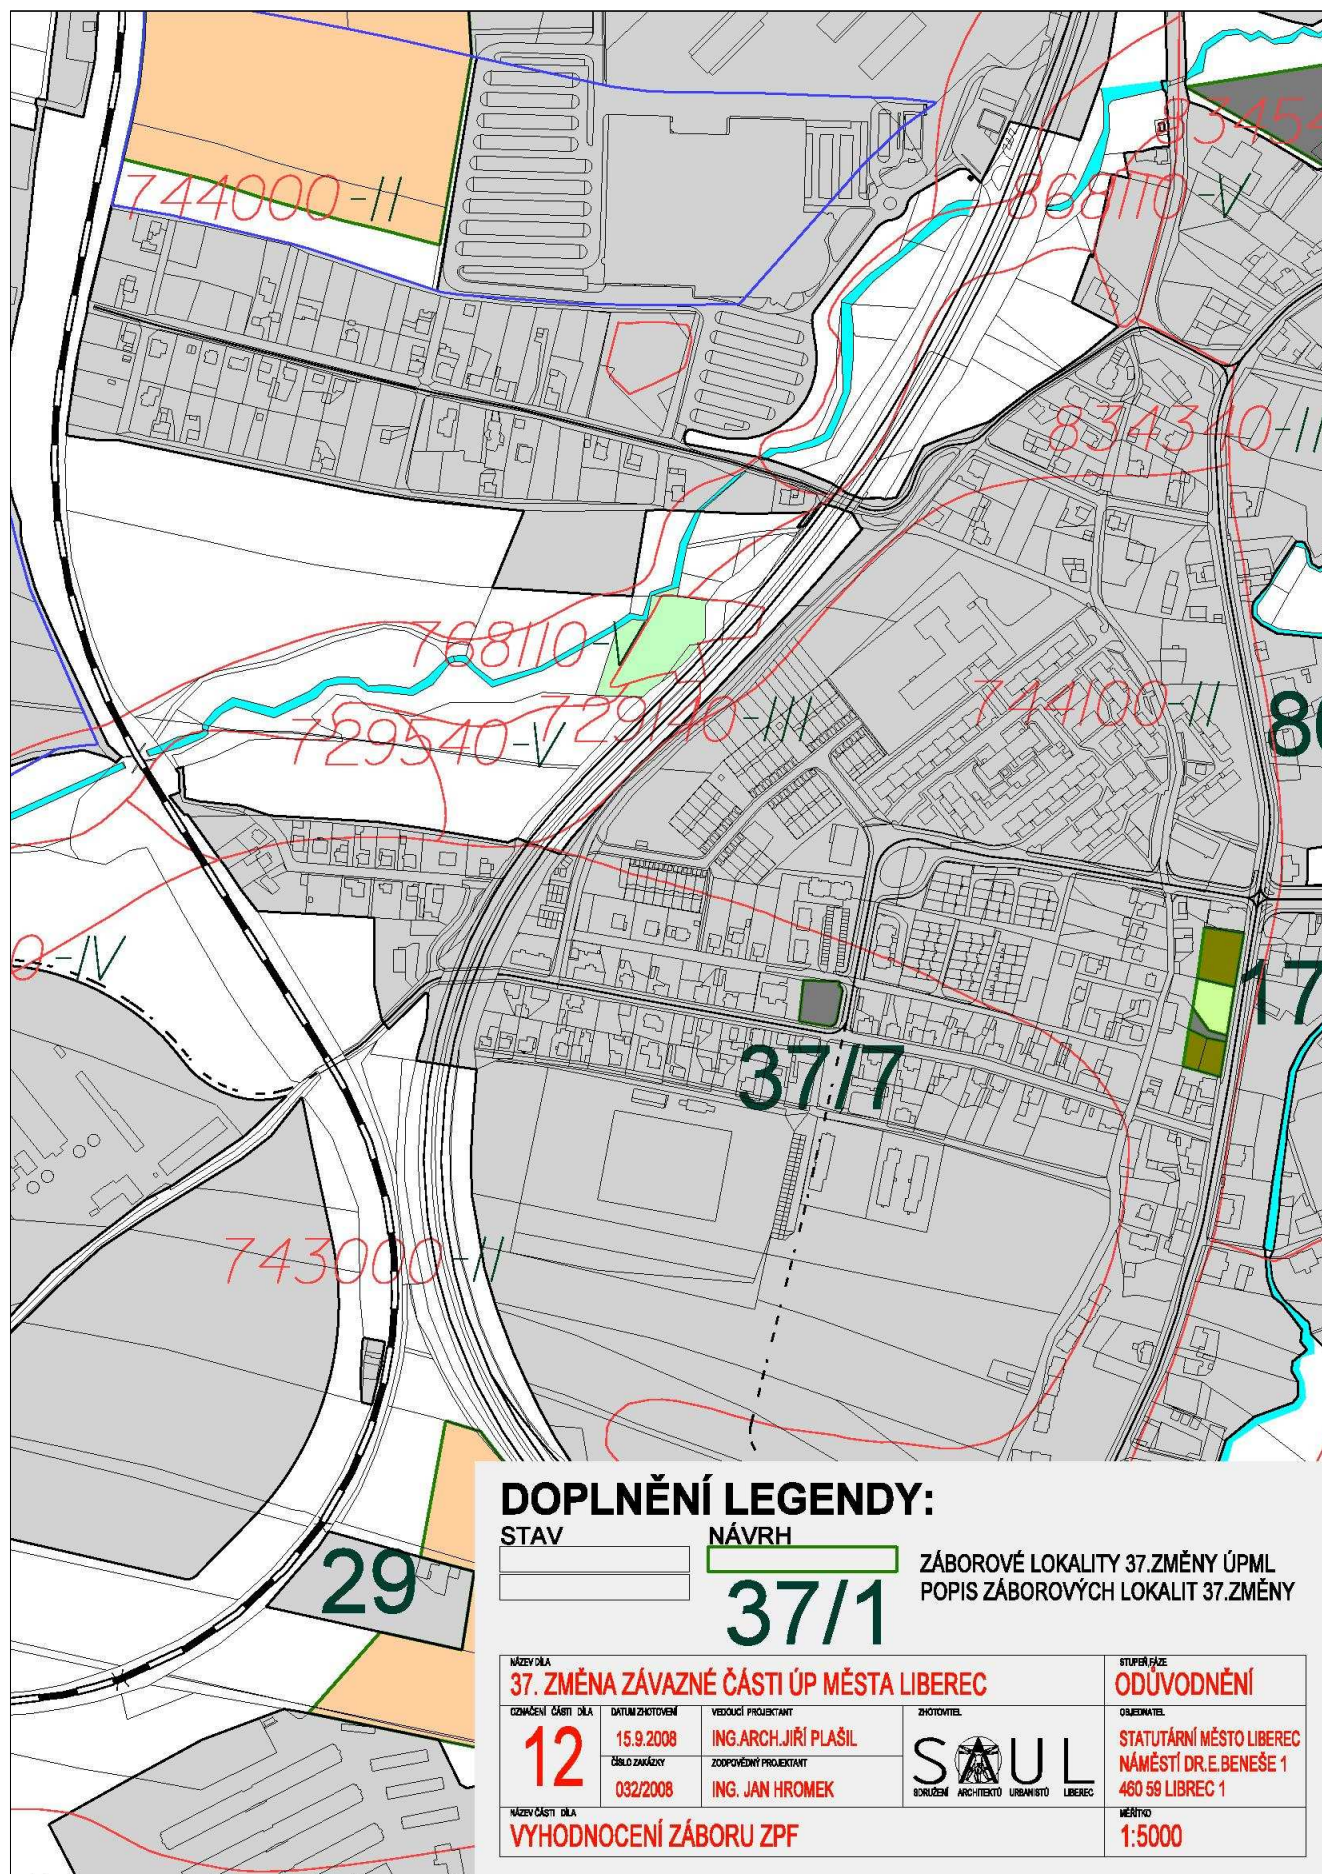 83454
744000-II
868110-V
834340-II
768110-V
744100-II
729540-V
729140-III
80
0-IV
17
37/7
743000-II
29
DOPLNĚNÍ LEGENDY:
STAV
NÁVRH
ZÁBOROVÉ LOKALITY 37.ZMĚNY ÚPML
37/1
POPIS ZÁBOROVÝCH LOKALIT 37.ZMĚNY
NÁZEV DÍLA
37. ZMĚNA ZÁVAZNÉ ČÁSTI ÚP MĚSTA LIBEREC
STUPEŇ FÁZE
ODŮVODNĚNÍ
OZNAČENÍ ČÁSTI DÍLA
12
DATUM ZHOTOVENÍ
15.9.2008
VEDOUCÍ PROJEKTANT
ING.ARCH.JIŘÍ PLAŠIL
ČÍSLO ZAKÁZKY
032/2008
ZODPOVĚDNÝ PROJEKTANT
ING. JAN HROMEK
ZHOTOVITEL
SAUL
SDRUŽENÍ ARCHITEKTŮ URBANISTŮ LIBEREC
OBJEDNATEL
STATUTÁRNÍ MĚSTO LIBEREC
NÁMĚSTÍ DR.E.BENEŠE 1
460 59 LIBREC 1
NÁZEV ČÁSTI DÍLA
VYHODNOCENÍ ZÁBORU ZPF
MĚŘÍTKO
1:5000